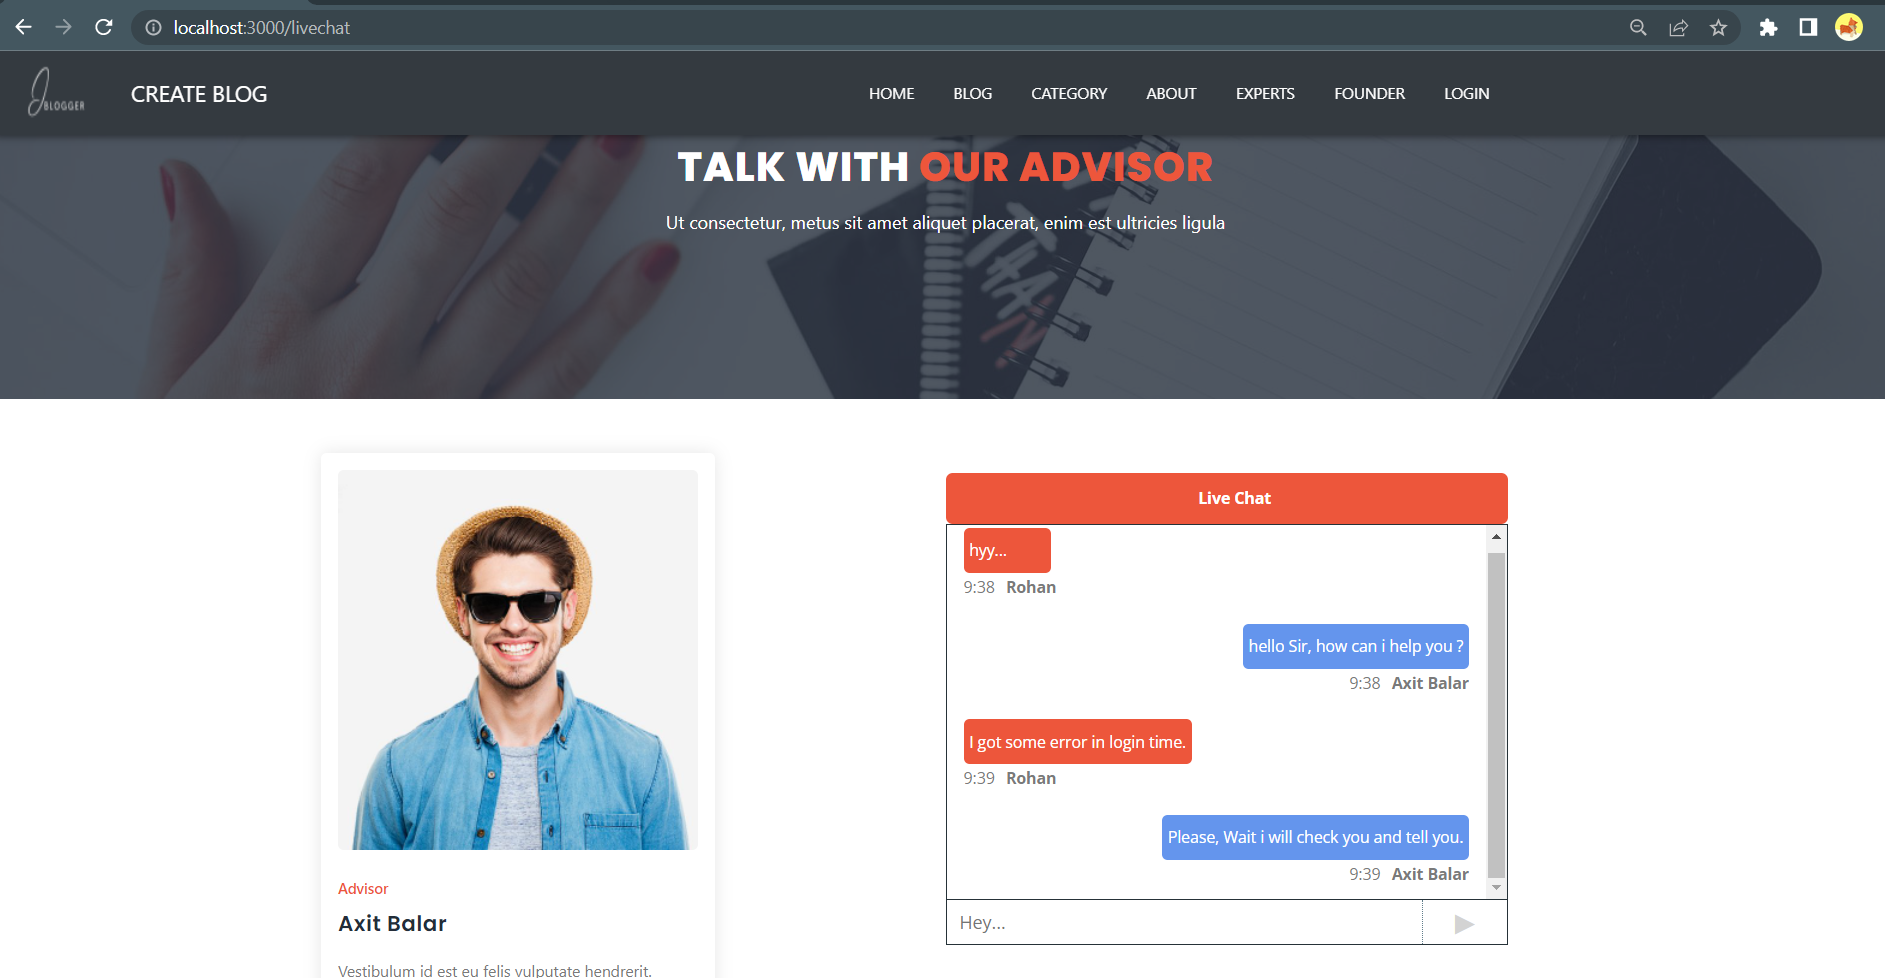 localhost:3000/livechat
J BLOGGER
CREATE BLOG
HOME BLOG CATEGORY ABOUT EXPERTS FOUNDER LOGIN
TALK WITH OUR ADVISOR
Ut consectetur, metus sit amet aliquet placerat, enim est ultricies ligula
Advisor
Axit Balar
Vestibulum id est eu felis vulputate hendrerit.
Live Chat
hyy...
9:38 Rohan
hello Sir, how can i help you ?
9:38 Axit Balar
I got some error in login time.
9:39 Rohan
Please, Wait i will check you and tell you.
9:39 Axit Balar
Hey...